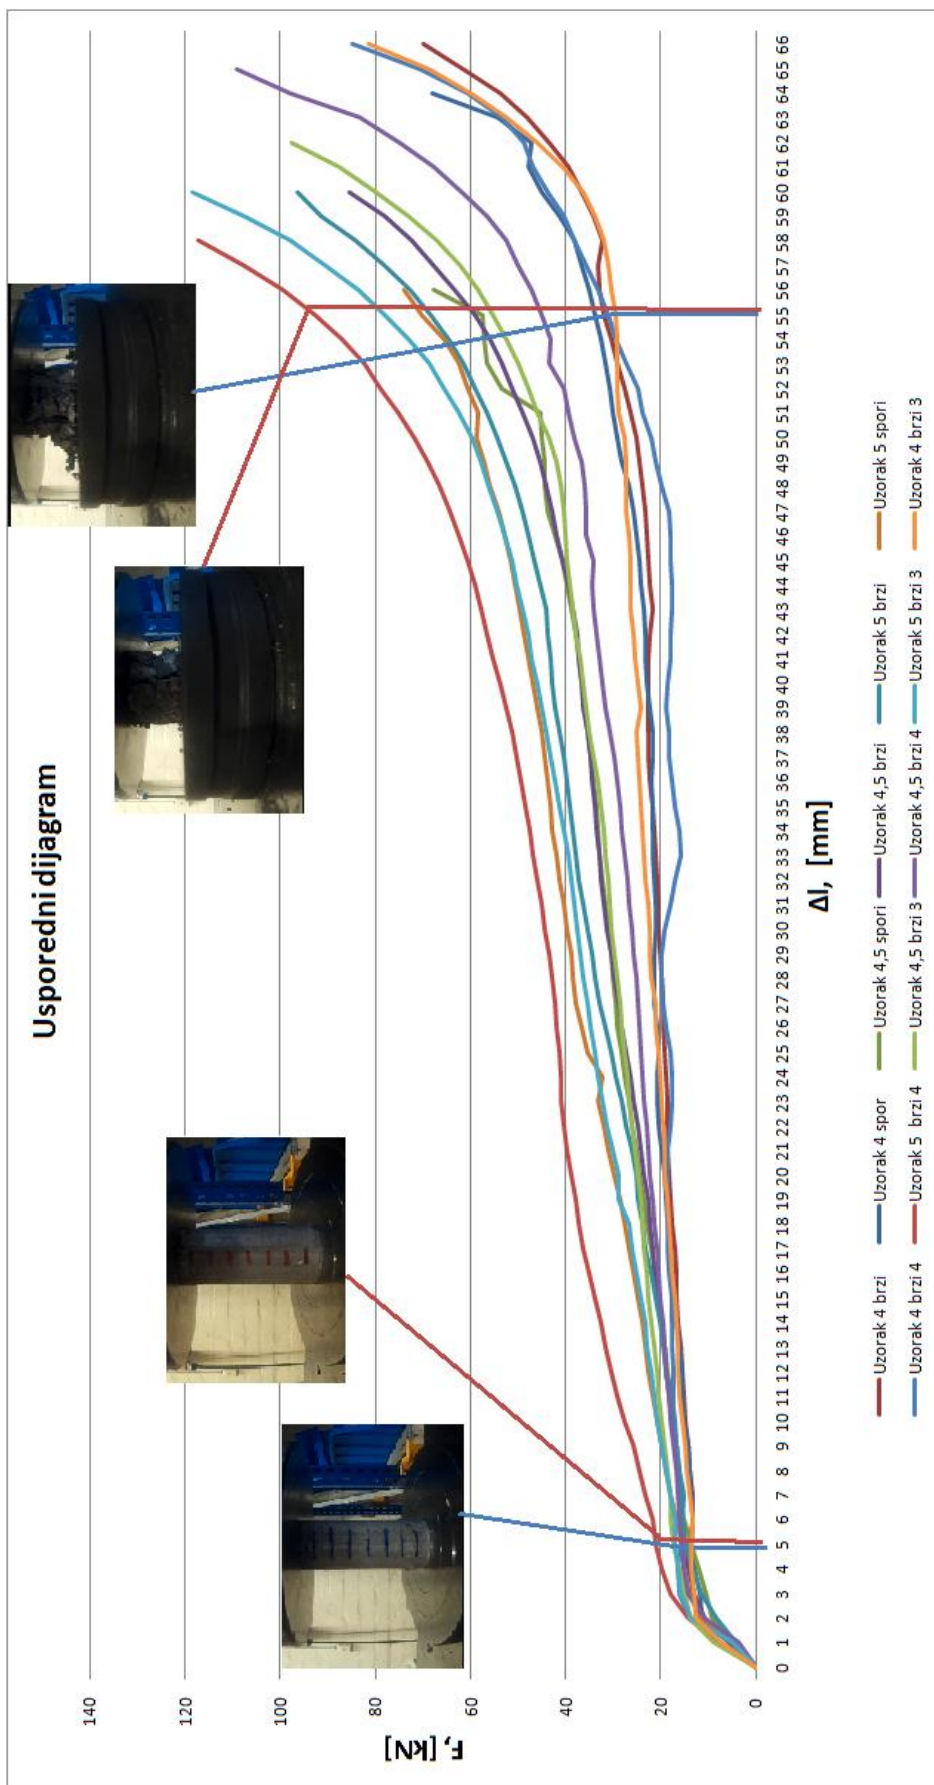 Usporedni dijagram
F, [kN]
140
120
100
80
60
40
20
0
0 1 2 3 4 5 6 7 8 9 10 11 12 13 14 15 16 17 18 19 20 21 22 23 24 25 26 27 28 29 30 31 32 33 34 35 36 37 38 39 40 41 42 43 44 45 46 47 48 49 50 51 52 53 54 55 56 57 58 59 60 61 62 63 64 65 66
Δl, [mm]
Uzorak 4 brzi Uzorak 4 spor Uzorak 4,5 spori Uzorak 4,5 brzi Uzorak 5 brzi Uzorak 5 spori
Uzorak 4 brzi 4 Uzorak 5 brzi 4 Uzorak 4,5 brzi 3 Uzorak 4,5 brzi 4 Uzorak 5 brzi 3 Uzorak 4 brzi 3